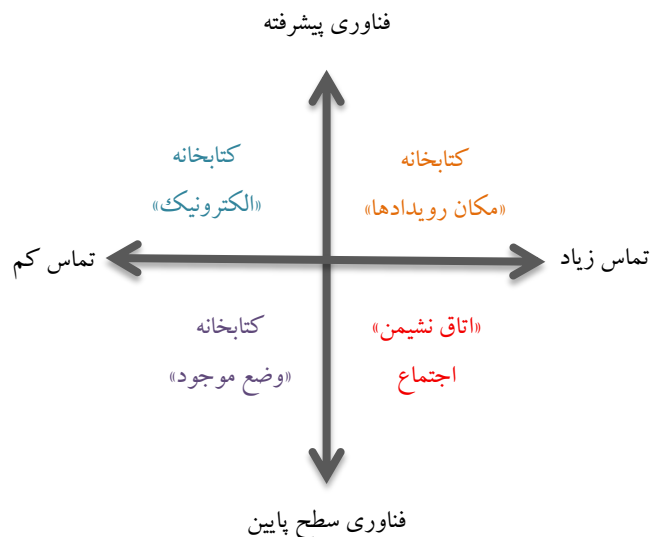 فناوری پیشرفته
کتابخانه
«مکان رویدادها»
کتابخانه
«الکترونیک»
تماس زیاد
تماس کم
«اتاق نشیمن»
اجتماع
کتابخانه
«وضع موجود»
فناوری سطح پایین